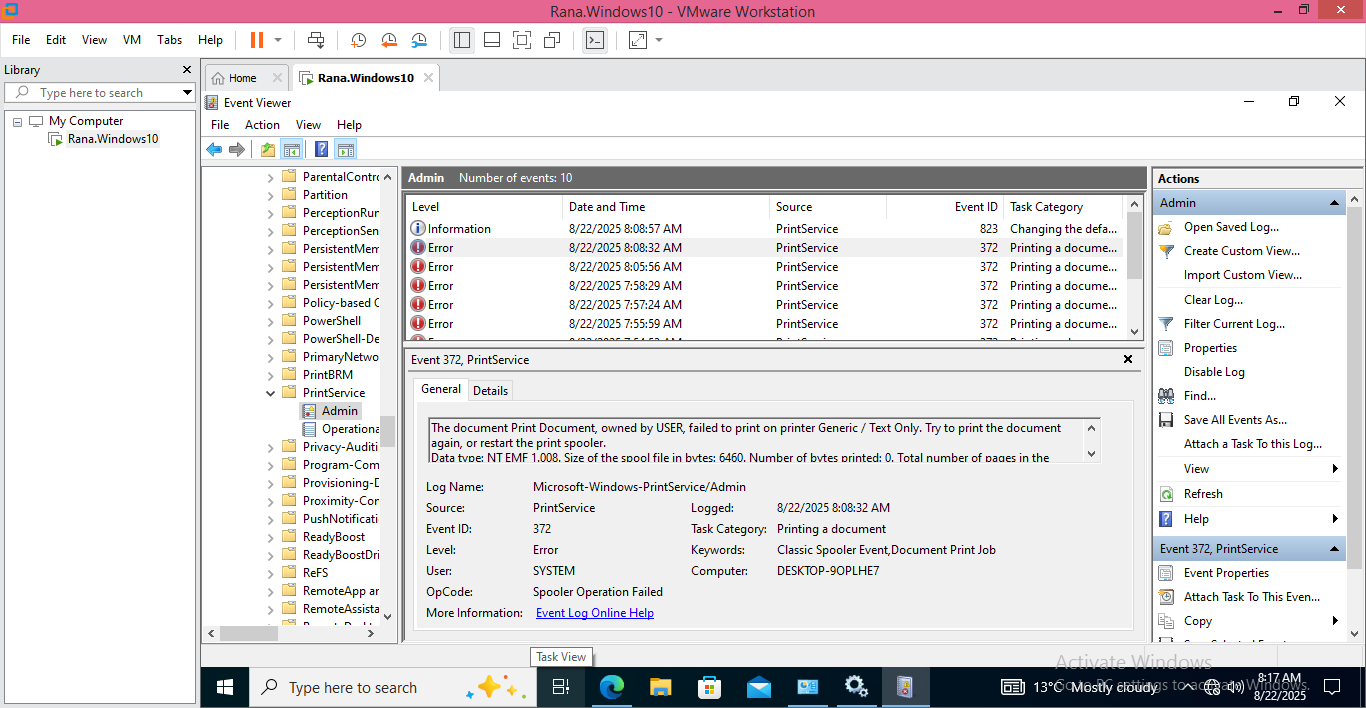 Rana.Windows10 - VMware Workstation
File Edit View VM Tabs Help
Library
Type here to search
My Computer
Rana.Windows10
Home
Rana.Windows10
Event Viewer
File Action View Help
ParentalContro
Partition
PerceptionRun
PerceptionSen
PersistentMem
PersistentMem
PersistentMem
Policy-based C
PowerShell
PowerShell-De
PrimaryNetwo
PrintBRM
PrintService
Admin
Operationa
Privacy-Auditi
Program-Com
Provisioning-D
Proximity-Con
PushNotificati
ReadyBoost
ReadyBoostDri
ReFS
RemoteApp ar
RemoteAssista
Admin Number of events: 10
Level Date and Time Source Event ID Task Category
Information 8/22/2025 8:08:57 AM PrintService 823 Changing the defa...
Error 8/22/2025 8:08:32 AM PrintService 372 Printing a docume...
Error 8/22/2025 8:05:56 AM PrintService 372 Printing a docume...
Error 8/22/2025 7:58:29 AM PrintService 372 Printing a docume...
Error 8/22/2025 7:57:24 AM PrintService 372 Printing a docume...
Error 8/22/2025 7:55:59 AM PrintService 372 Printing a docume...
Event 372, PrintService
General Details
The document Print Document, owned by USER, failed to print on printer Generic / Text Only. Try to print the document
again, or restart the print spooler.
Data type: NT EMF 1.008. Size of the spool file in bytes: 6460. Number of bytes printed: 0. Total number of pages in the
Log Name: Microsoft-Windows-PrintService/Admin
Source: PrintService Logged: 8/22/2025 8:08:32 AM
Event ID: 372 Task Category: Printing a document
Level: Error Keywords: Classic Spooler Event,Document Print Job
User: SYSTEM Computer: DESKTOP-9OPLHE7
OpCode: Spooler Operation Failed
More Information: Event Log Online Help
Actions
Admin
Open Saved Log...
Create Custom View...
Import Custom View...
Clear Log...
Filter Current Log...
Properties
Disable Log
Find...
Save All Events As...
Attach a Task To this Log...
View
Refresh
Help
Event 372, PrintService
Event Properties
Attach Task To This Even...
Copy
Task View
Activate Windows
Go to PC settings to activate Windows.
Type here to search
13°C Mostly cloudy
8:17 AM
8/22/2025